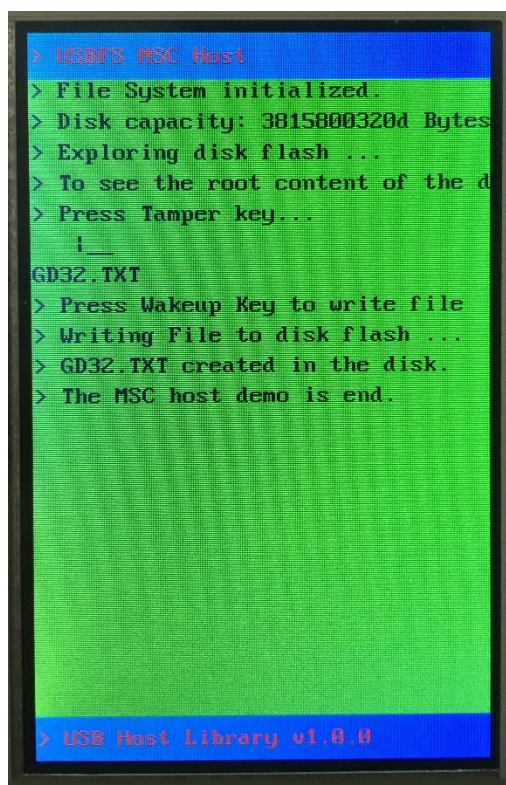 > USBFS MSC Host
> File System initialized.
> Disk capacity: 3815800320d Bytes
> Exploring disk flash ...
> To see the root content of the d
> Press Tamper key...
|__
GD32.TXT
> Press Wakeup Key to write file
> Writing File to disk flash ...
> GD32.TXT created in the disk.
> The MSC host demo is end.
> USB Host Library v1.0.0